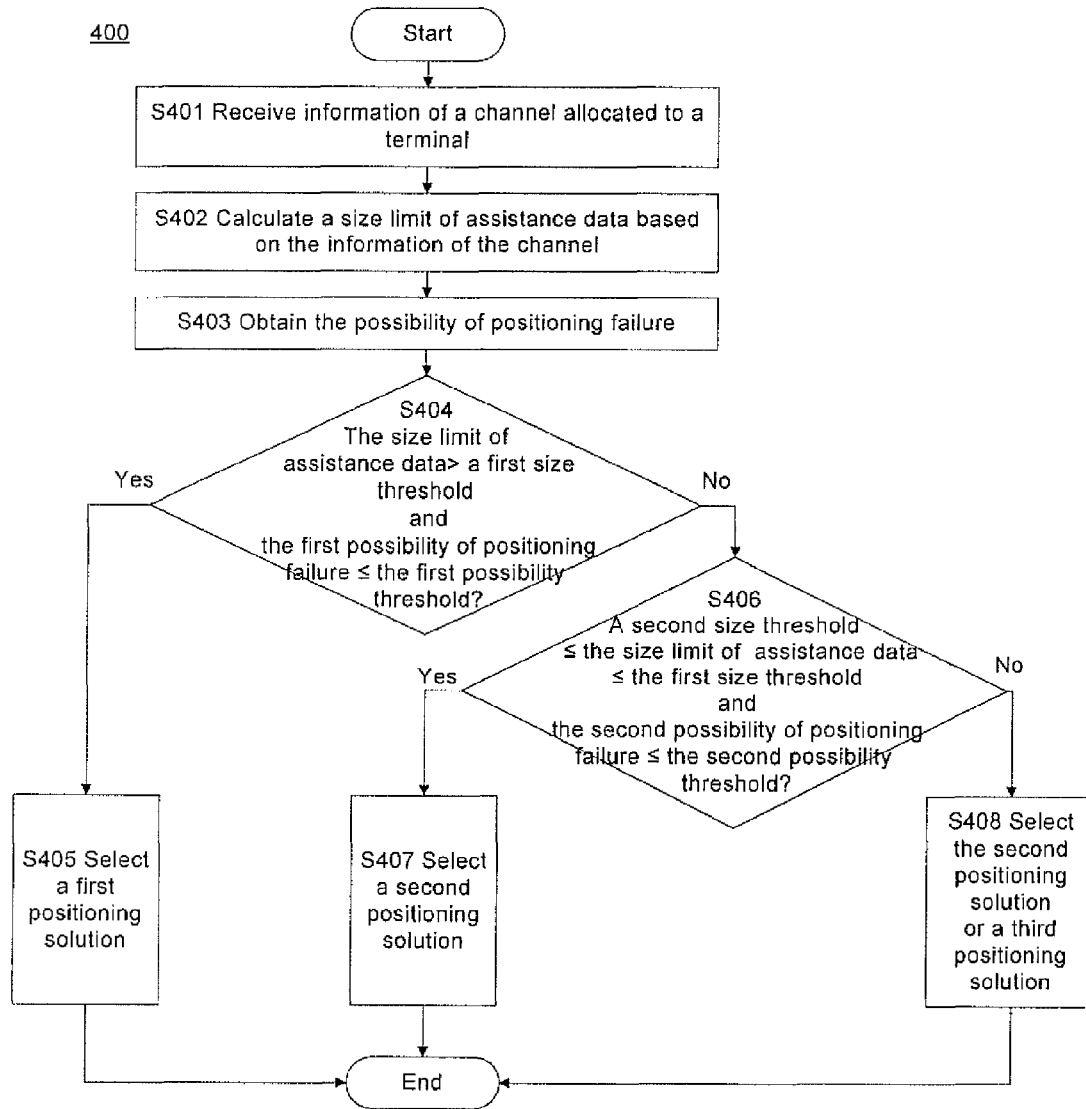 400
Start
S401 Receive information of a channel allocated to a
terminal
S402 Calculate a size limit of assistance data based
on the information of the channel
S403 Obtain the possibility of positioning failure
S404
The size limit of
assistance data> a first size
threshold
and
the first possibility of positioning
failure ≤ the first possibility
threshold?
Yes
No
S406
A second size threshold
≤ the size limit of assistance data
≤ the first size threshold
and
the second possibility of positioning
failure ≤ the second possibility
threshold?
Yes
No
S405 Select
a first
positioning
solution
S407 Select
a second
positioning
solution
S408 Select
the second
positioning
solution
or a third
positioning
solution
End